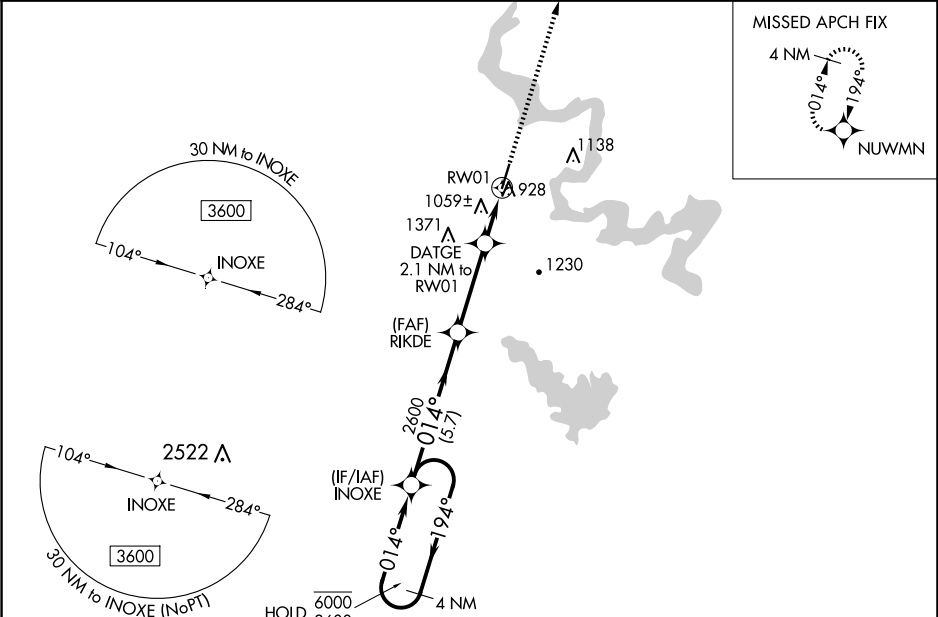 MISSED APCH FIX
4 NM
014°
194°
NUWMN
1138
RW01
928
1059±
1371
DATGE
2.1 NM to
RW01
1230
30 NM to INOXE
3600
104°
INOXE
284°
(FAF)
RIKDE
2600
014°
(5.7)
2522
104°
INOXE
284°
3600
30 NM to INOXE (NoPT)
(IF/IAF)
INOXE
014°
194°
HOLD
6000
4 NM